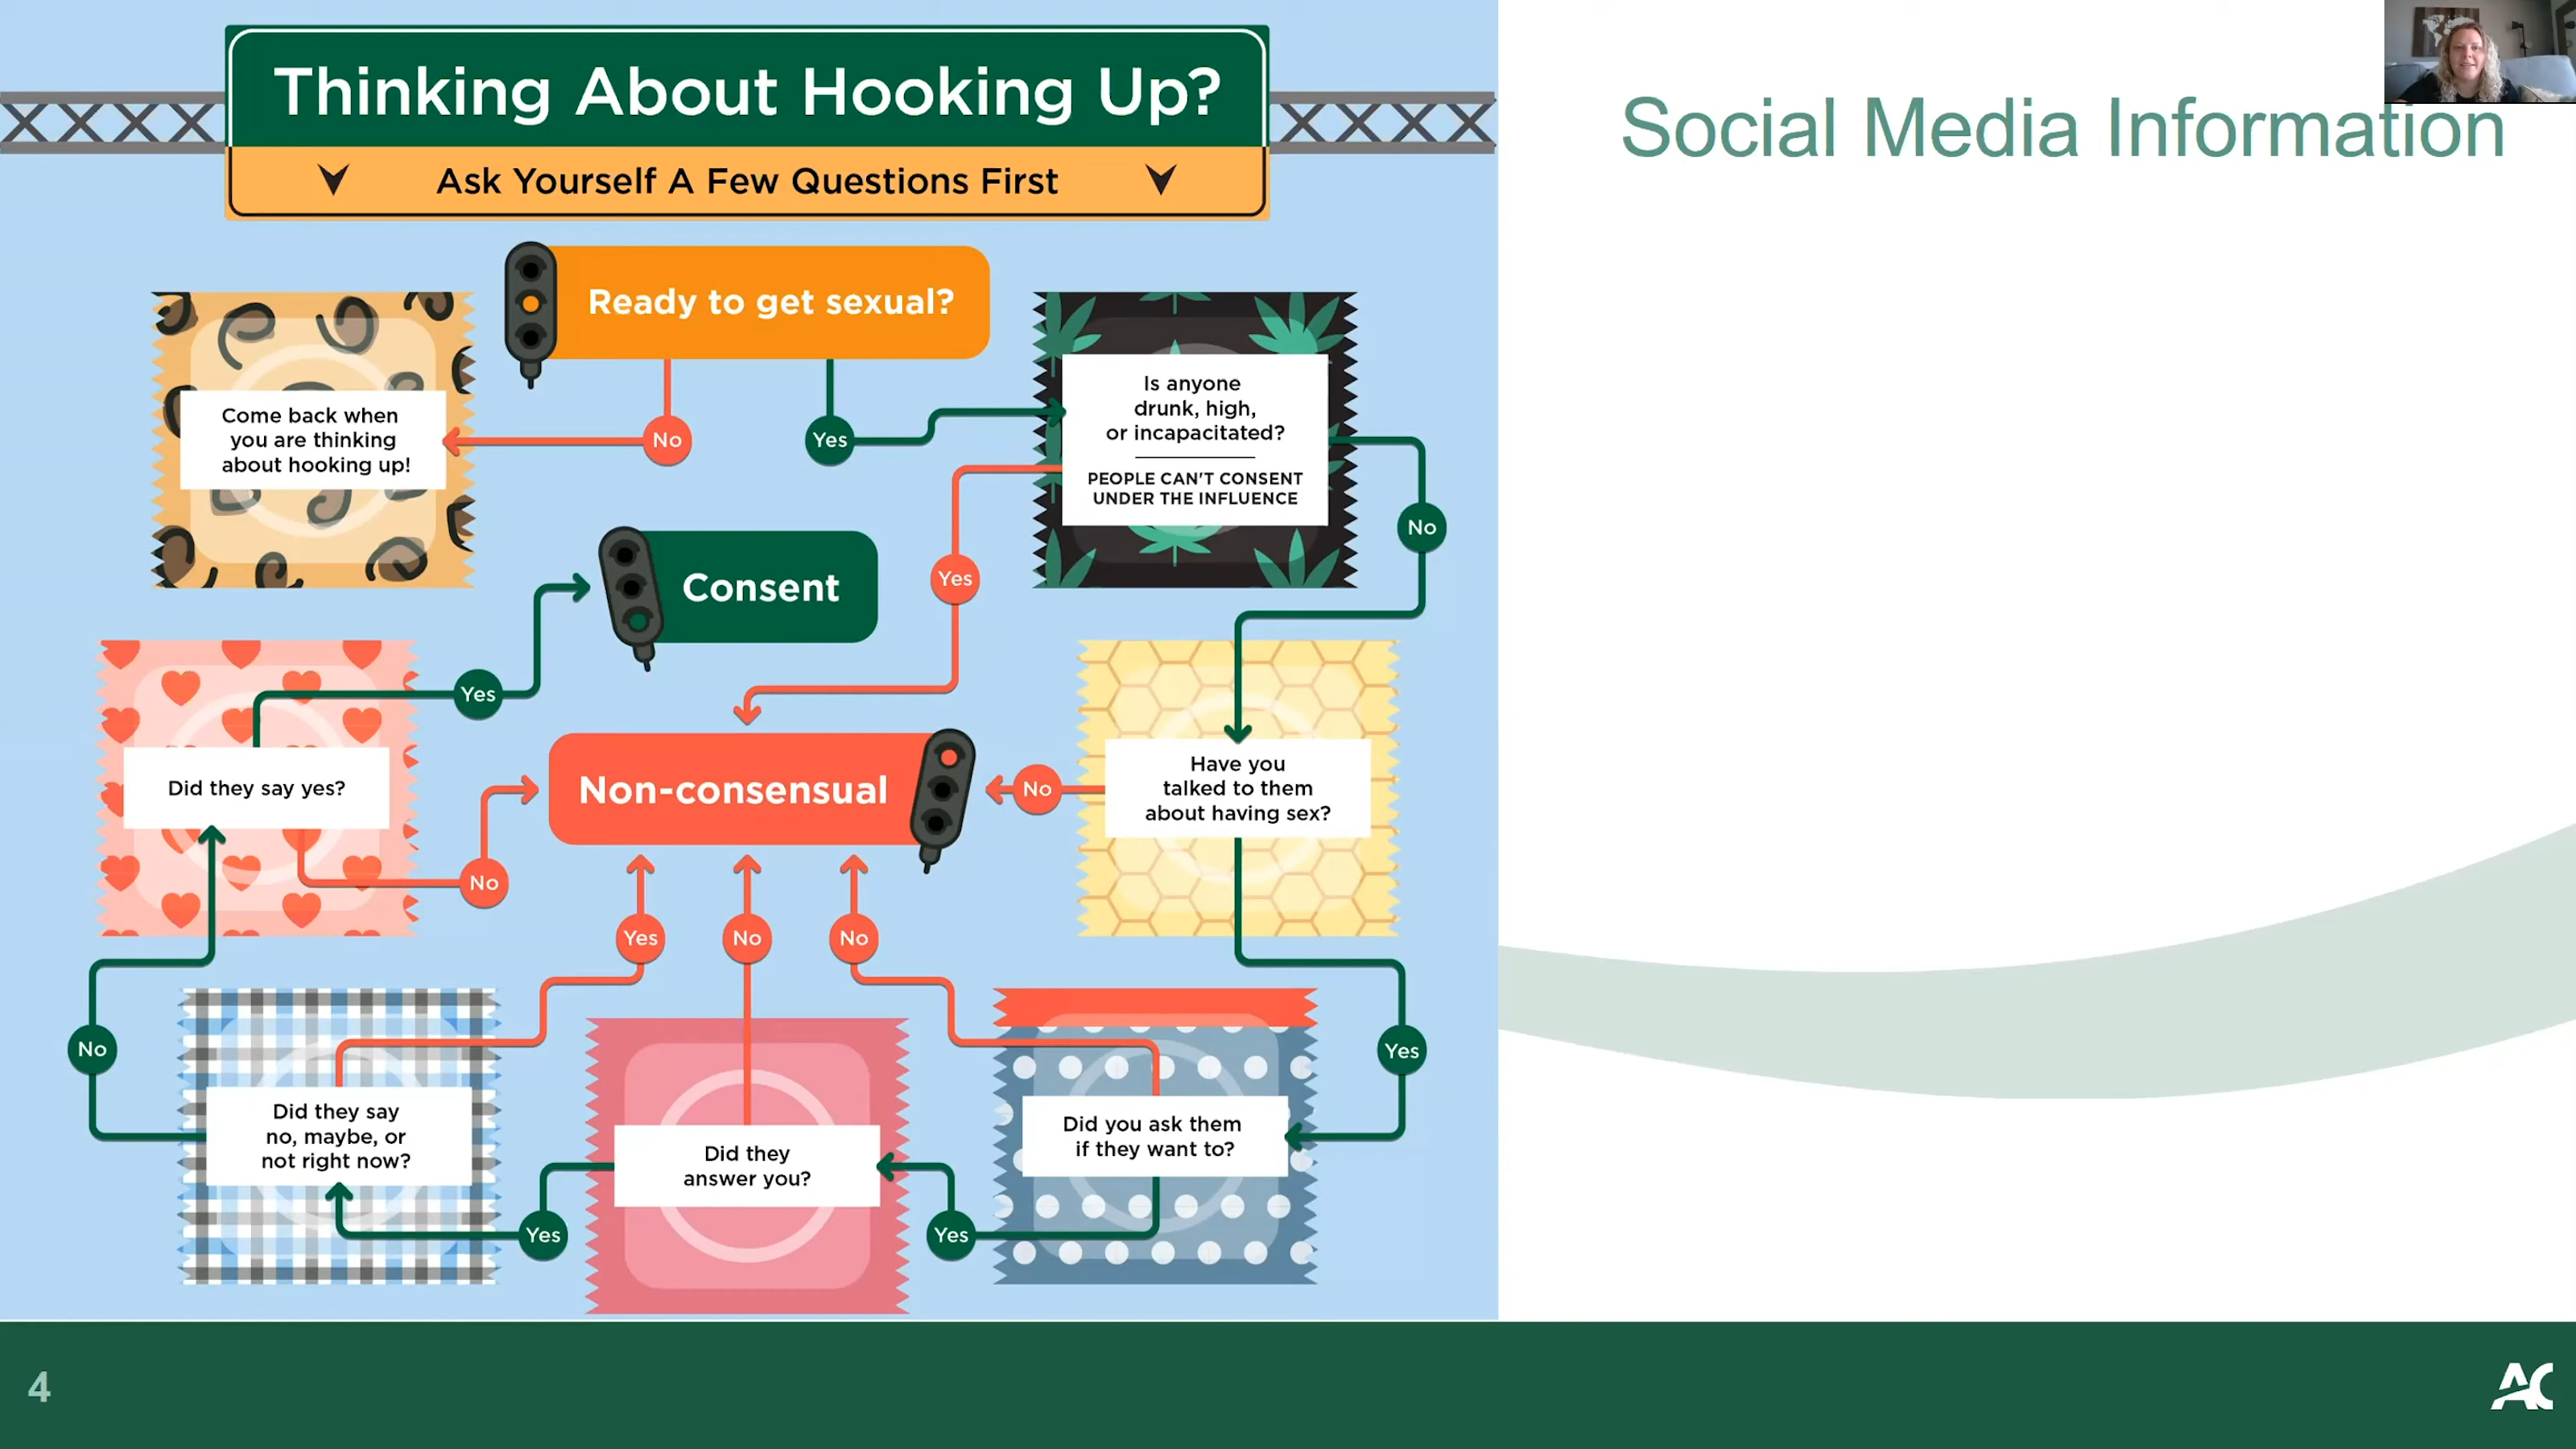 Thinking About Hooking Up?
Ask Yourself A Few Questions First
Social Media Information
Ready to get sexual?
No
Yes
Come back when
you are thinking
about hooking up!
Is anyone
drunk, high,
or incapacitated?
PEOPLE CAN'T CONSENT
UNDER THE INFLUENCE
No
Yes
Consent
Yes
Did they say yes?
No
Non-consensual
No
Have you
talked to them
about having sex?
Yes
No
No
No
Yes
Did they say
no, maybe, or
not right now?
Yes
Did they
answer you?
Yes
Did you ask them
if they want to?
4
AC